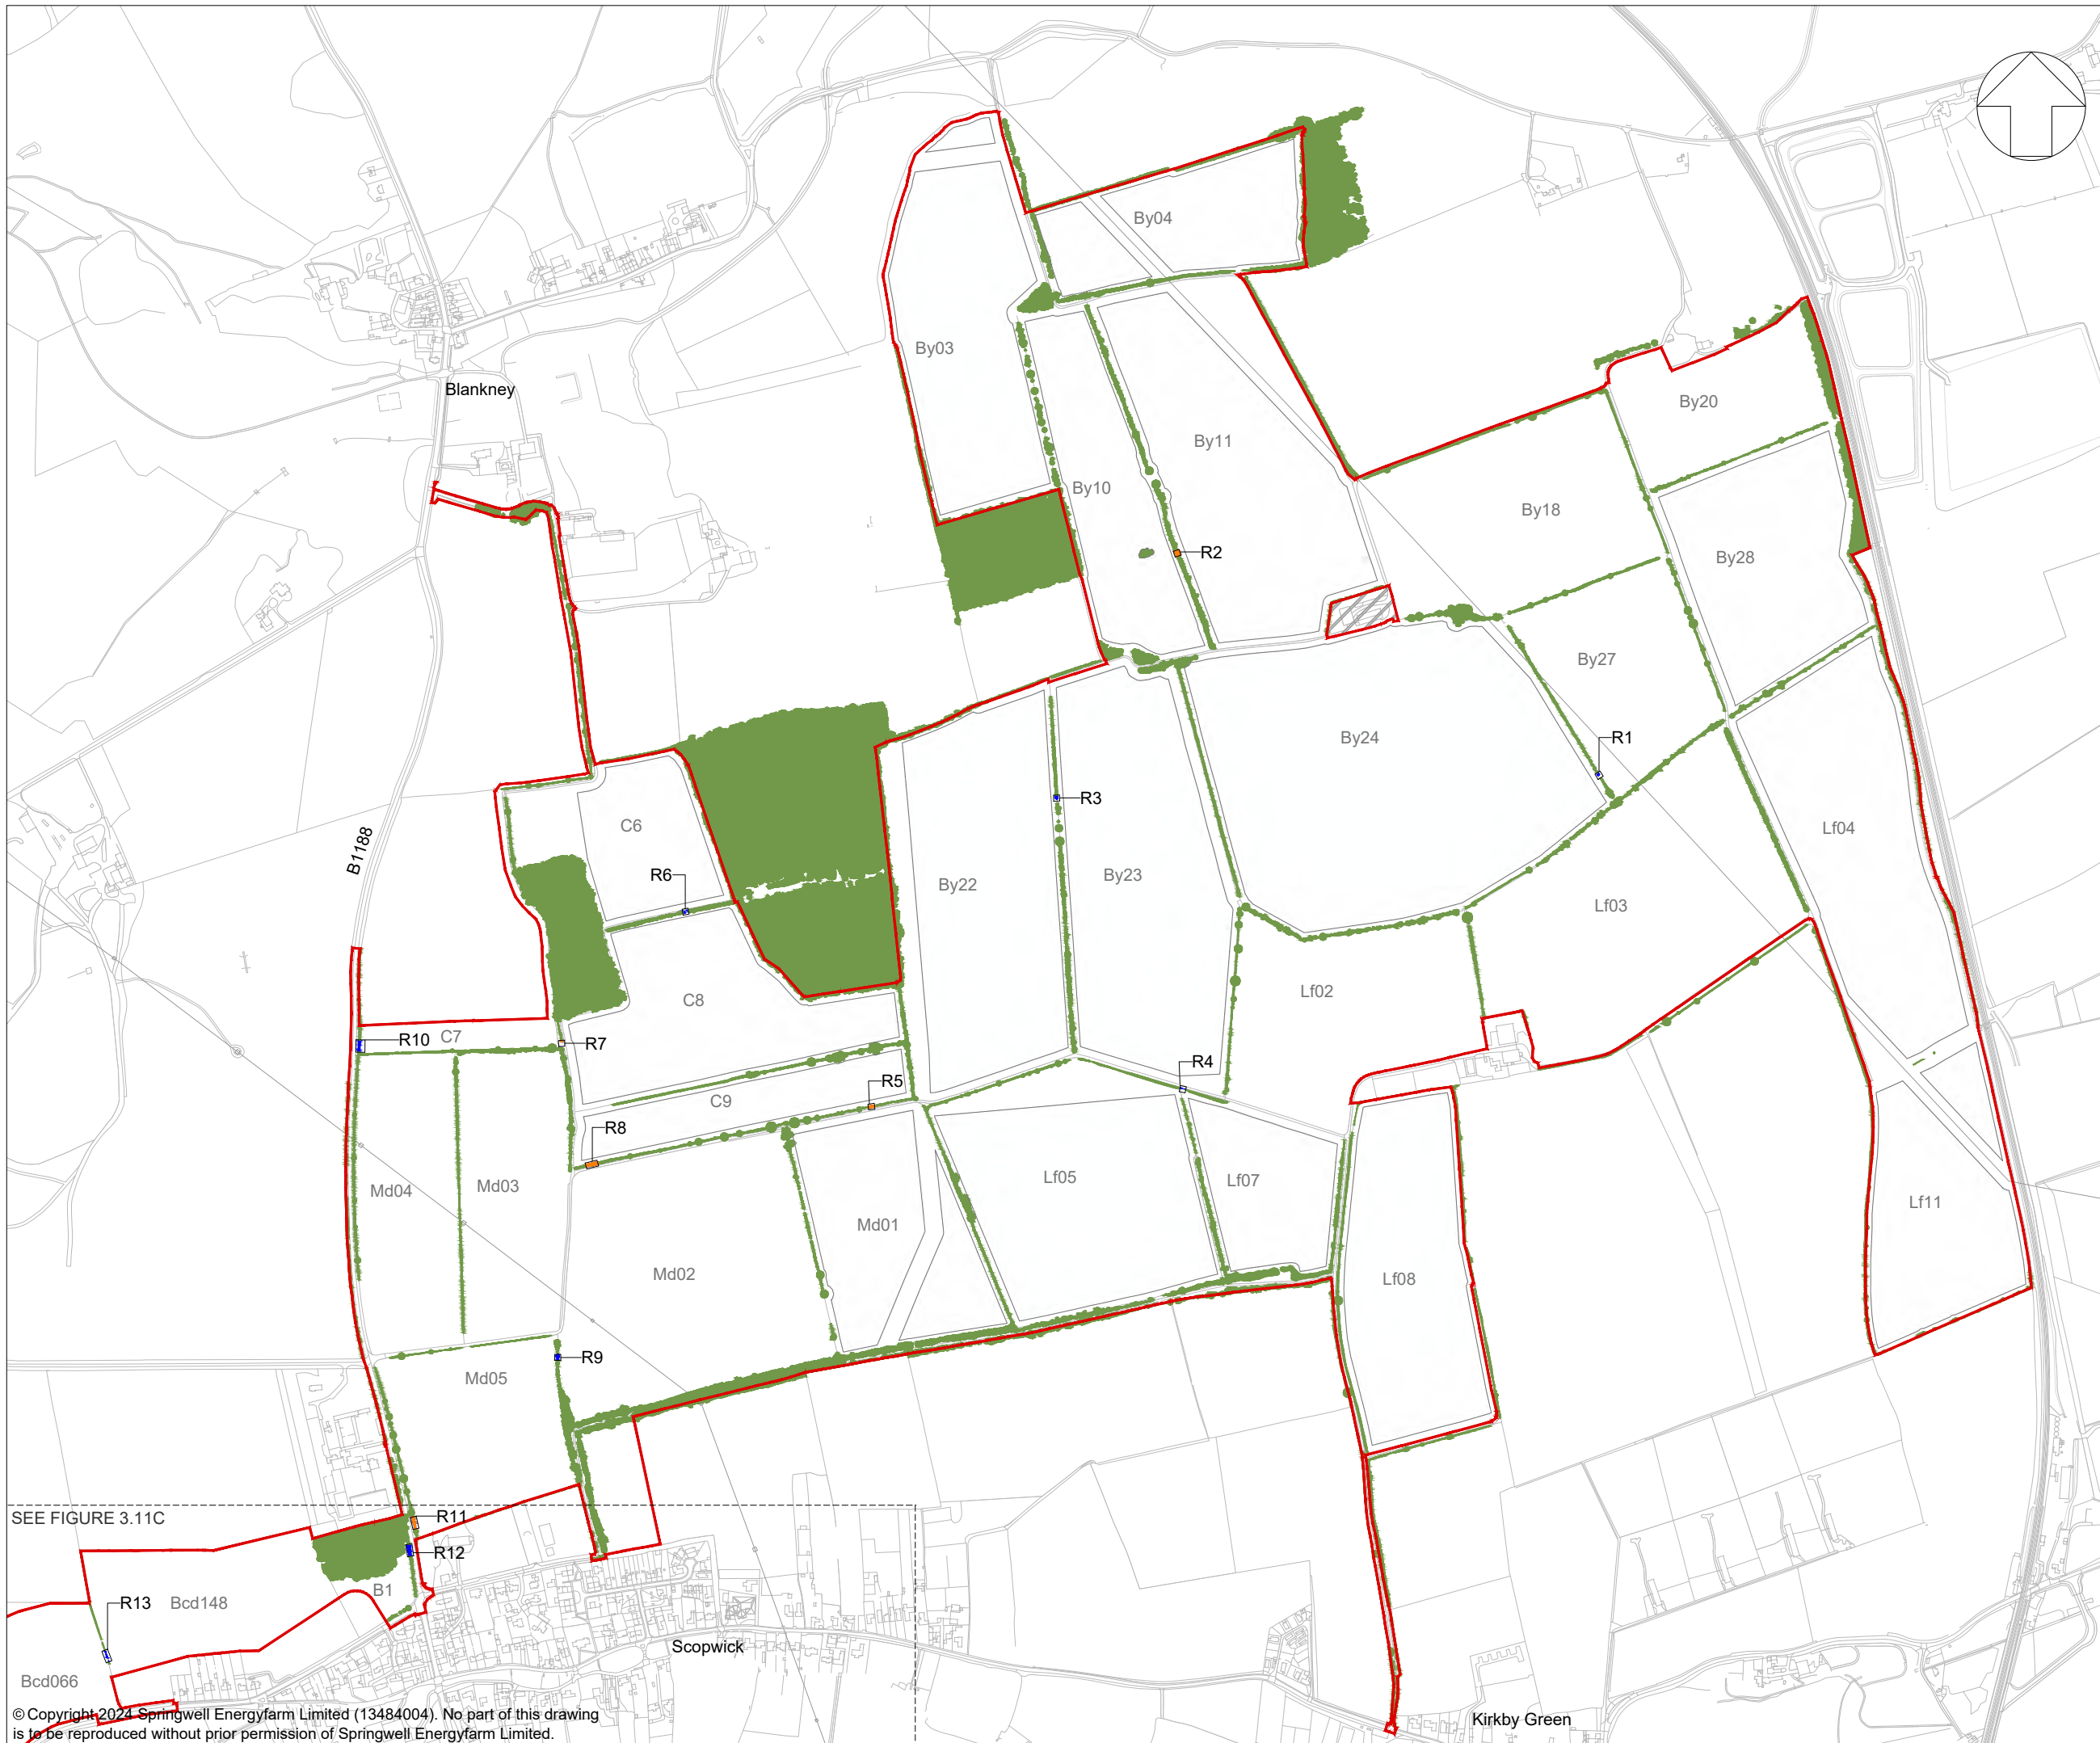 By04
By03
Blankney
By20
By11
By10
By18
R2
By28
By27
By24
R1
R3
C6
B1188
Lf04
R6
By22
By23
Lf03
Lf02
C8
C7
R10
R7
R4
R5
C9
R8
Md04
Md03
Lf05
Lf07
Lf11
Md01
Md02
Lf08
R9
Md05
SEE FIGURE 3.11C
R11
R12
B1
R13
Bcd148
Scopwick
Bcd066
Kirkby Green
© Copyright 2024 Springwell Energyfarm Limited (13484004). No part of this drawing
is to be reproduced without prior permission of Springwell Energyfarm Limited.